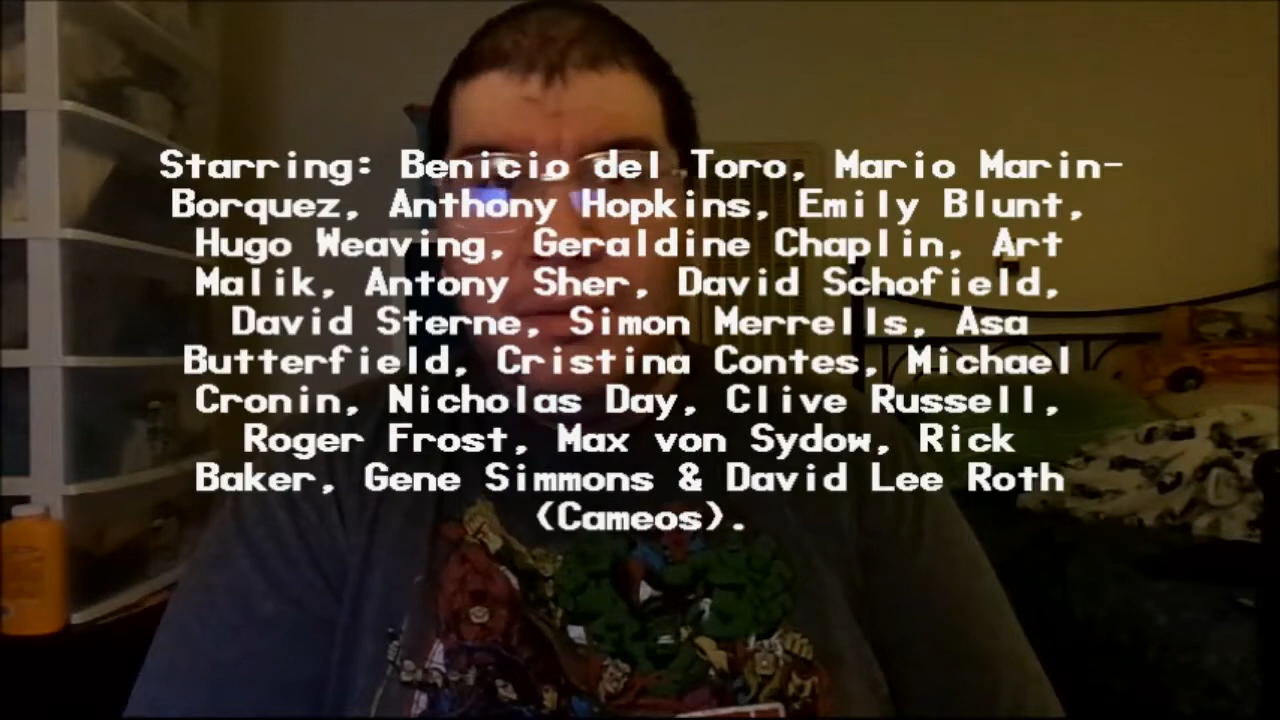 Starring: Benicio del Toro, Mario Marin-
Borquez, Anthony Hopkins, Emily Blunt,
Hugo Weaving, Geraldine Chaplin, Art
Malik, Antony Sher, David Schofield,
David Sterne, Simon Merrells, Asa
Butterfield, Cristina Contes, Michael
Cronin, Nicholas Day, Clive Russell,
Roger Frost, Max von Sydow, Rick
Baker, Gene Simmons & David Lee Roth
(Cameos).